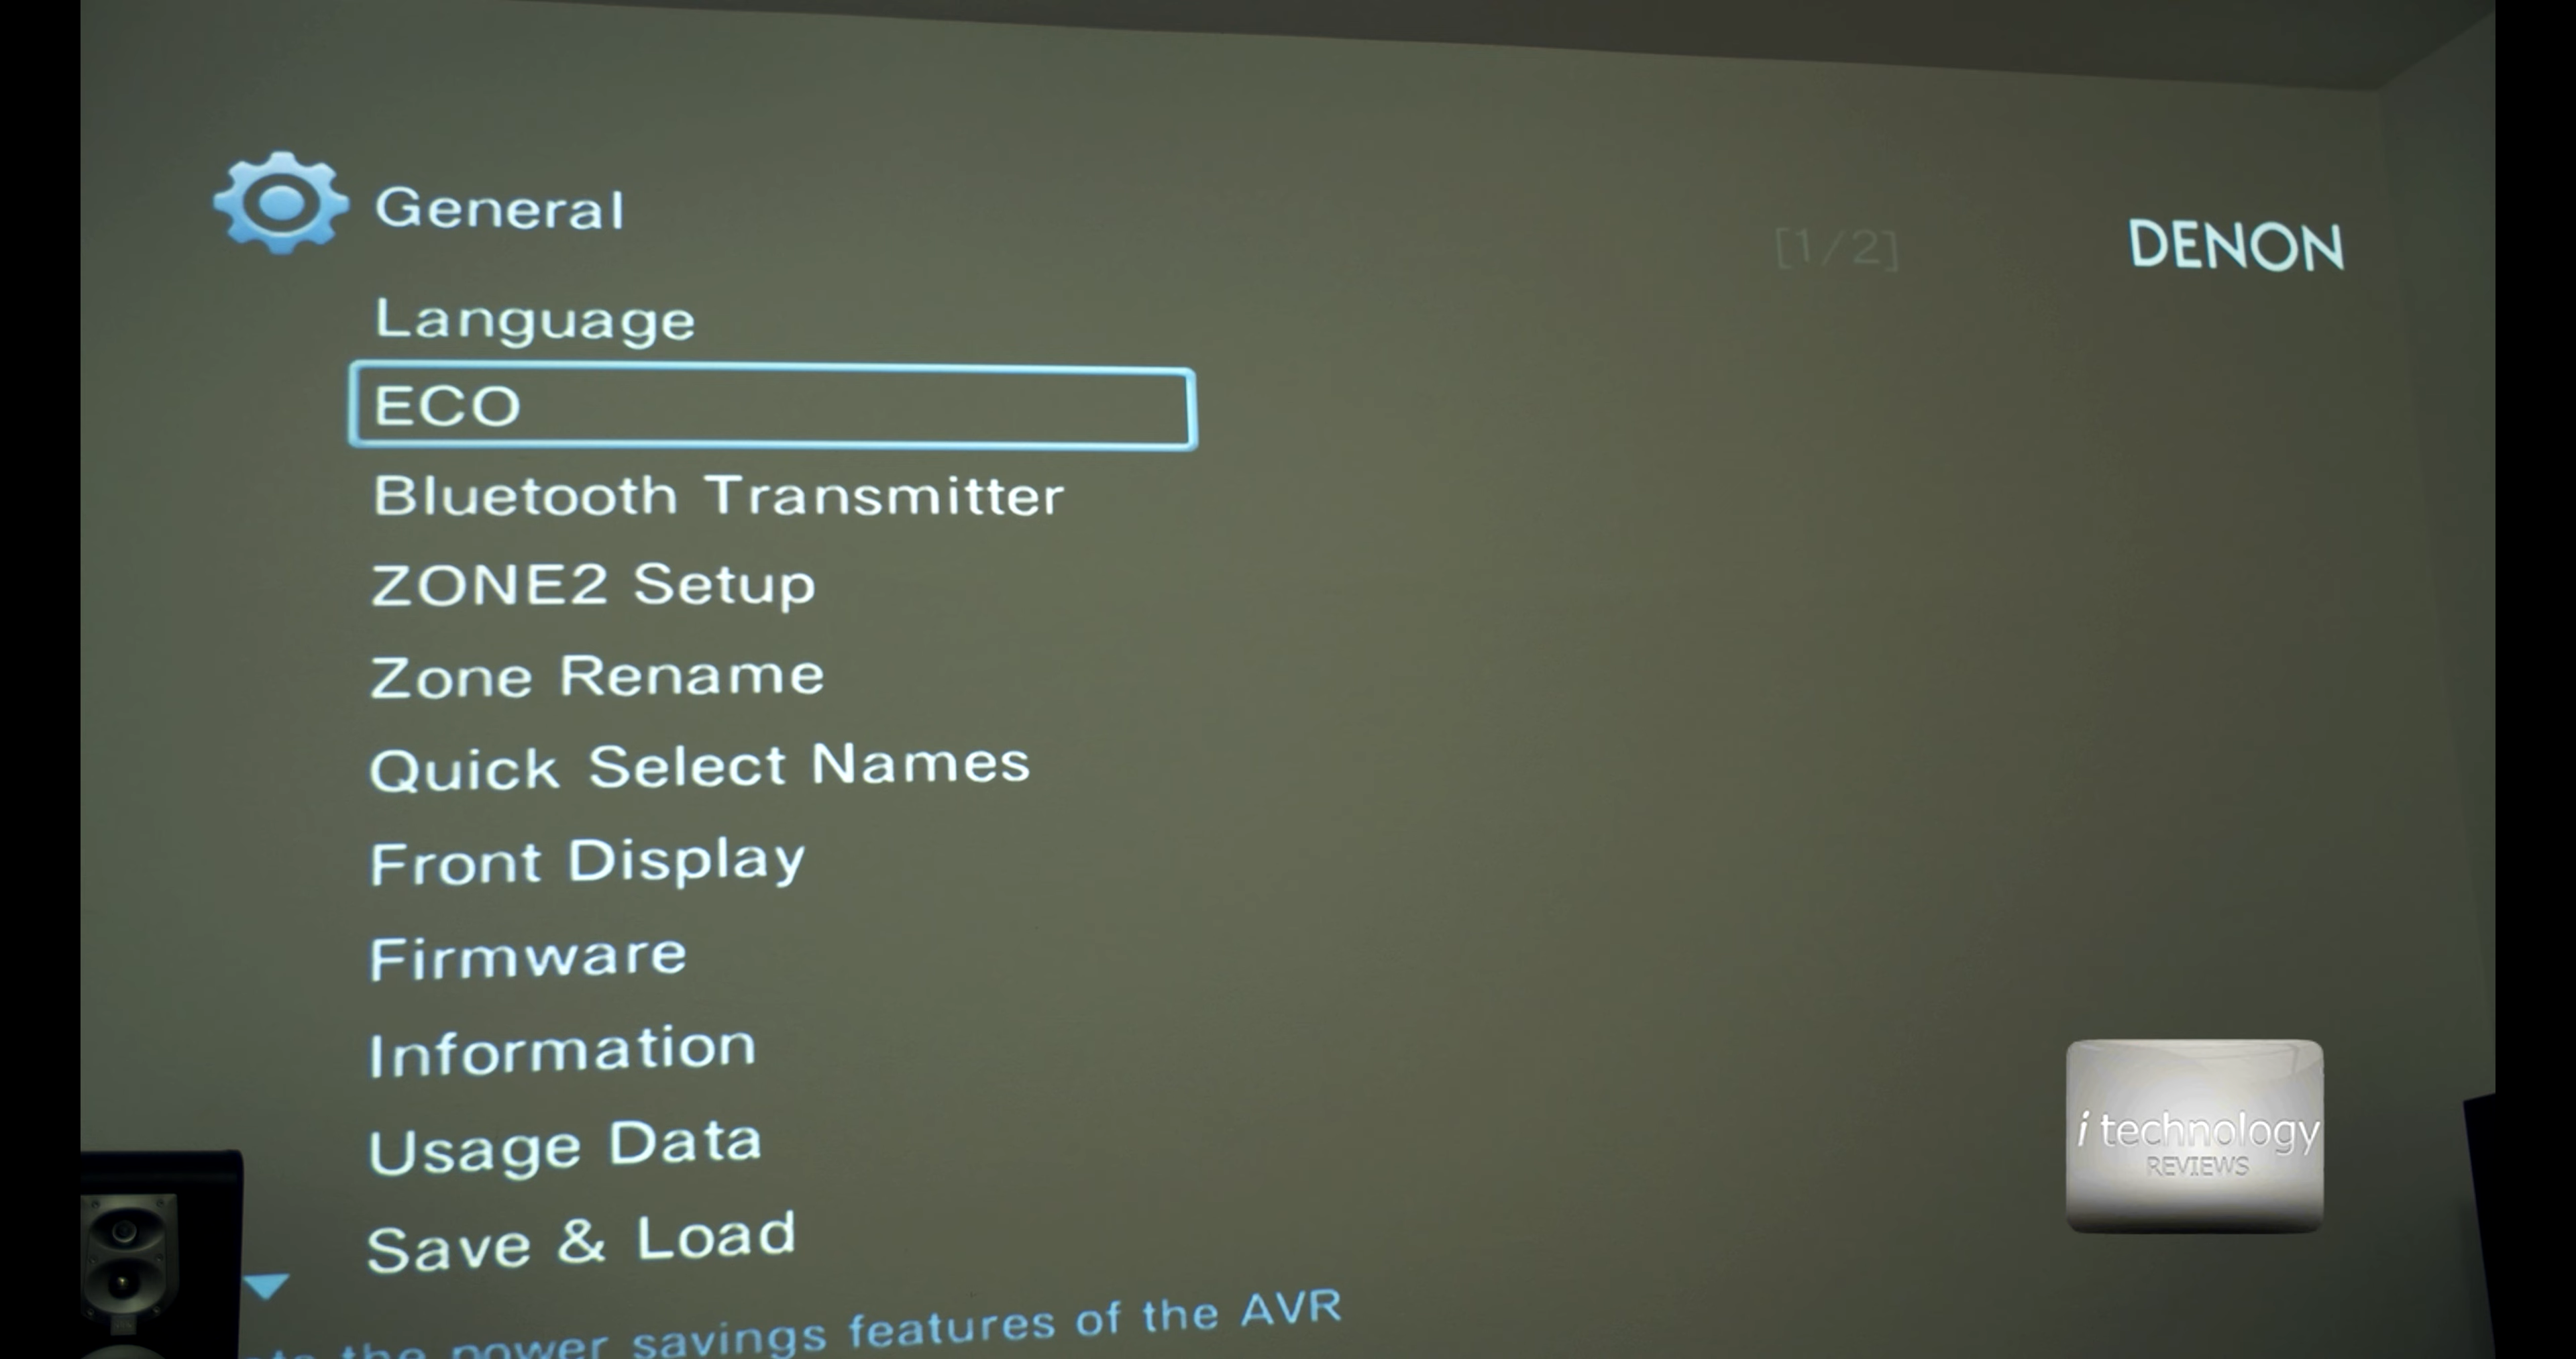 General
[1/2]
DENON
Language
ECO
Bluetooth Transmitter
ZONE2 Setup
Zone Rename
Quick Select Names
Front Display
Firmware
Information
Usage Data
Save & Load
the power savings features of the AVR
i technology
REVIEWS